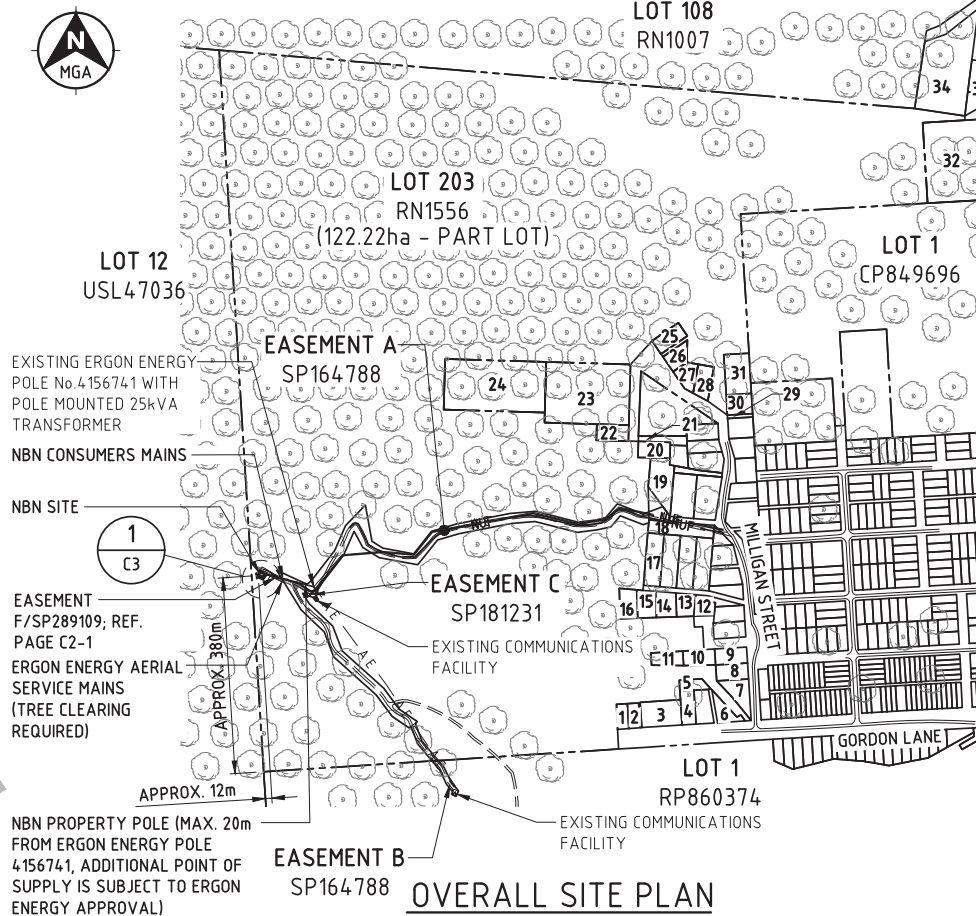 N
MGA
LOT 108
RN1007
34
32
LOT 203
RN1556
(122.22ha - PART LOT)
LOT 12
USL47036
LOT 1
CP849696
EASEMENT A
SP164788
EXISTING ERGON ENERGY
POLE No.4156741 WITH
POLE MOUNTED 25kVA
TRANSFORMER
NBN CONSUMERS MAINS
NBN SITE
1
C3
EASEMENT
F/SP289109; REF.
PAGE C2-1
ERGON ENERGY AERIAL
SERVICE MAINS
(TREE CLEARING
REQUIRED)
APPROX. 380m
APPROX. 12m
NBN PROPERTY POLE (MAX. 20m
FROM ERGON ENERGY POLE
4156741, ADDITIONAL POINT OF
SUPPLY IS SUBJECT TO ERGON
ENERGY APPROVAL)
25
26
27
28
31
30
29
24
23
22
21
20
19
18
17
16
15
14
13
12
11
10
9
8
7
6
5
4
3
2
1
EASEMENT C
SP181231
EXISTING COMMUNICATIONS
FACILITY
AE
MILLIGAN STREET
GORDON LANE
LOT 1
RP860374
EXISTING COMMUNICATIONS
FACILITY
EASEMENT B
SP164788
OVERALL SITE PLAN